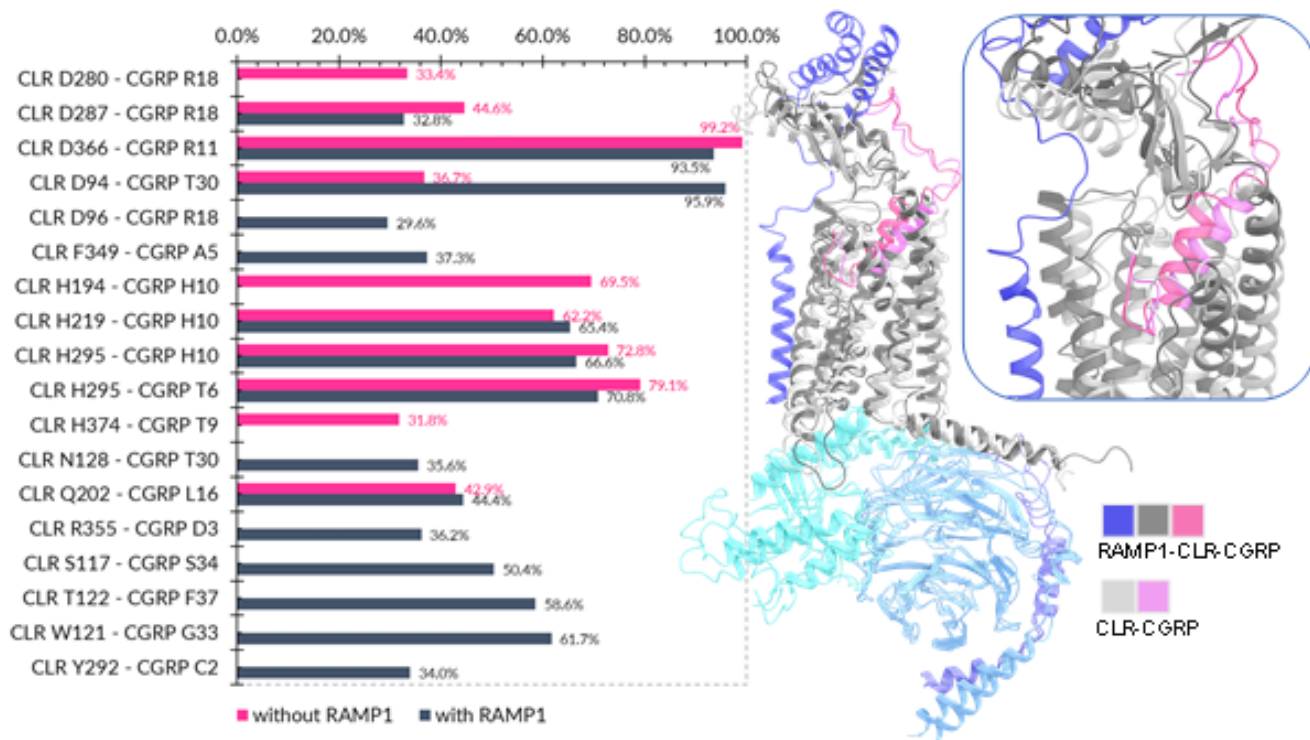 0.0% 20.0% 40.0% 60.0% 80.0% 100.0%
CLR D280 - CGRP R18 33.4%
CLR D287 - CGRP R18 44.6%
32.8%
CLR D366 - CGRP R11 99.2%
93.5%
CLR D94 - CGRP T30 36.7%
95.9%
CLR D96 - CGRP R18 29.6%
CLR F349 - CGRP A5 37.3%
CLR H194 - CGRP H10 69.5%
CLR H219 - CGRP H10 62.2%
65.4%
CLR H295 - CGRP H10 72.8%
66.6%
CLR H295 - CGRP T6 79.1%
70.8%
CLR H374 - CGRP T9 31.8%
CLR N128 - CGRP T30 35.6%
CLR Q202 - CGRP L16 42.9%
44.4%
CLR R355 - CGRP D3 36.2%
CLR S117 - CGRP S34 50.4%
CLR T122 - CGRP F37 58.6%
CLR W121 - CGRP G33 61.7%
CLR Y292 - CGRP C2 34.0%
without RAMP1 with RAMP1
RAMP1-CLR-CGRP
CLR-CGRP